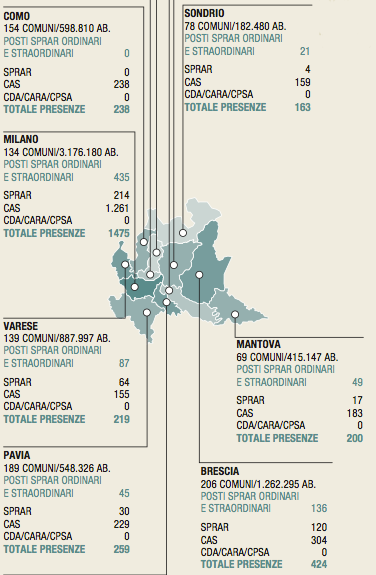 COMO
154 COMUNI/598.810 AB.
POSTI SPRAR ORDINARI
E STRAORDINARI 0
SPRAR 0
CAS 238
CDA/CARA/CPSA 0
TOTALE PRESENZE 238
MILANO
134 COMUNI/3.176.180 AB.
POSTI SPRAR ORDINARI
E STRAORDINARI 435
SPRAR 214
CAS 1.261
CDA/CARA/CPSA 0
TOTALE PRESENZE 1475
VARESE
139 COMUNI/887.997 AB.
POSTI SPRAR ORDINARI
E STRAORDINARI 87
SPRAR 64
CAS 155
CDA/CARA/CPSA 0
TOTALE PRESENZE 219
PAVIA
189 COMUNI/548.326 AB.
POSTI SPRAR ORDINARI
E STRAORDINARI 45
SPRAR 30
CAS 229
CDA/CARA/CPSA 0
TOTALE PRESENZE 259
SONDRIO
78 COMUNI/182.480 AB.
POSTI SPRAR ORDINARI
E STRAORDINARI 21
SPRAR 4
CAS 159
CDA/CARA/CPSA 0
TOTALE PRESENZE 163
MANTOVA
69 COMUNI/415.147 AB.
POSTI SPRAR ORDINARI
E STRAORDINARI 49
SPRAR 17
CAS 183
CDA/CARA/CPSA 0
TOTALE PRESENZE 200
BRESCIA
206 COMUNI/1.262.295 AB.
POSTI SPRAR ORDINARI
E STRAORDINARI 136
SPRAR 120
CAS 304
CDA/CARA/CPSA 0
TOTALE PRESENZE 424